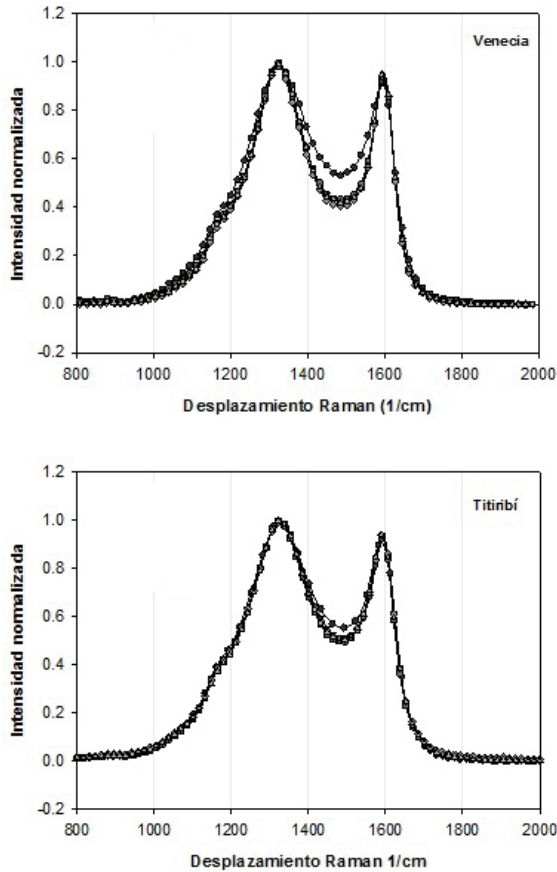 1.2
Venecia
1.0
0.8
0.6
0.4
0.2
0.0
-0.2
Intensidad normalizada
800 1000 1200 1400 1600 1800 2000
Desplazamiento Raman (1/cm)
1.2
Titiribí
1.0
0.8
0.6
0.4
0.2
0.0
-0.2
Intensidad normalizada
800 1000 1200 1400 1600 1800 2000
Desplazamiento Raman 1/cm